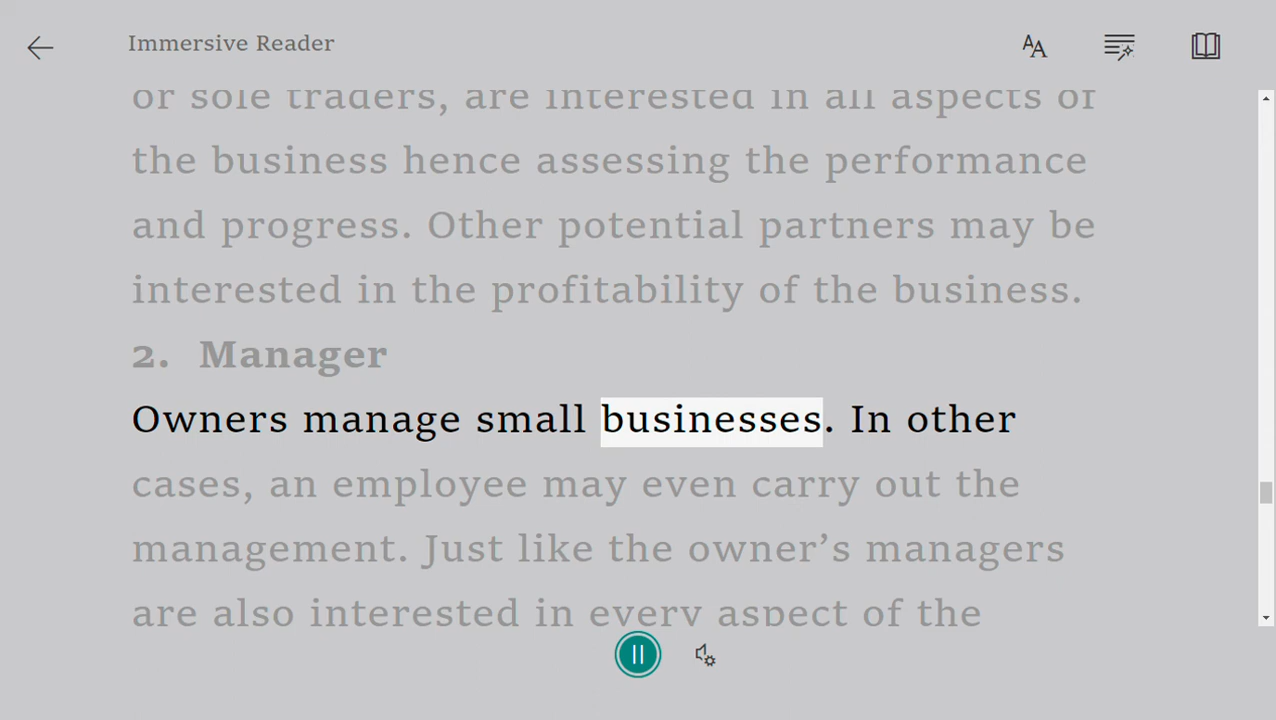 Immersive Reader
or sole traders, are interested in all aspects of
the business hence assessing the performance
and progress. Other potential partners may be
interested in the profitability of the business.
2. Manager
Owners manage small businesses. In other
cases, an employee may even carry out the
management. Just like the owner’s managers
are also interested in every aspect of the